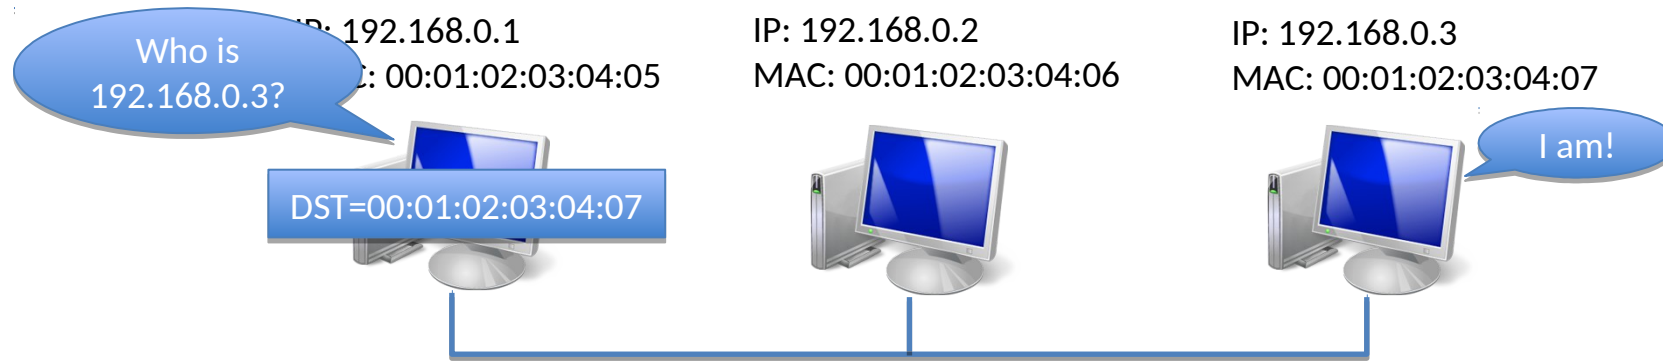 Who is
192.168.0.3?
: 192.168.0.1
: 00:01:02:03:04:05
IP: 192.168.0.2
MAC: 00:01:02:03:04:06
IP: 192.168.0.3
MAC: 00:01:02:03:04:07
I am!
DST=00:01:02:03:04:07